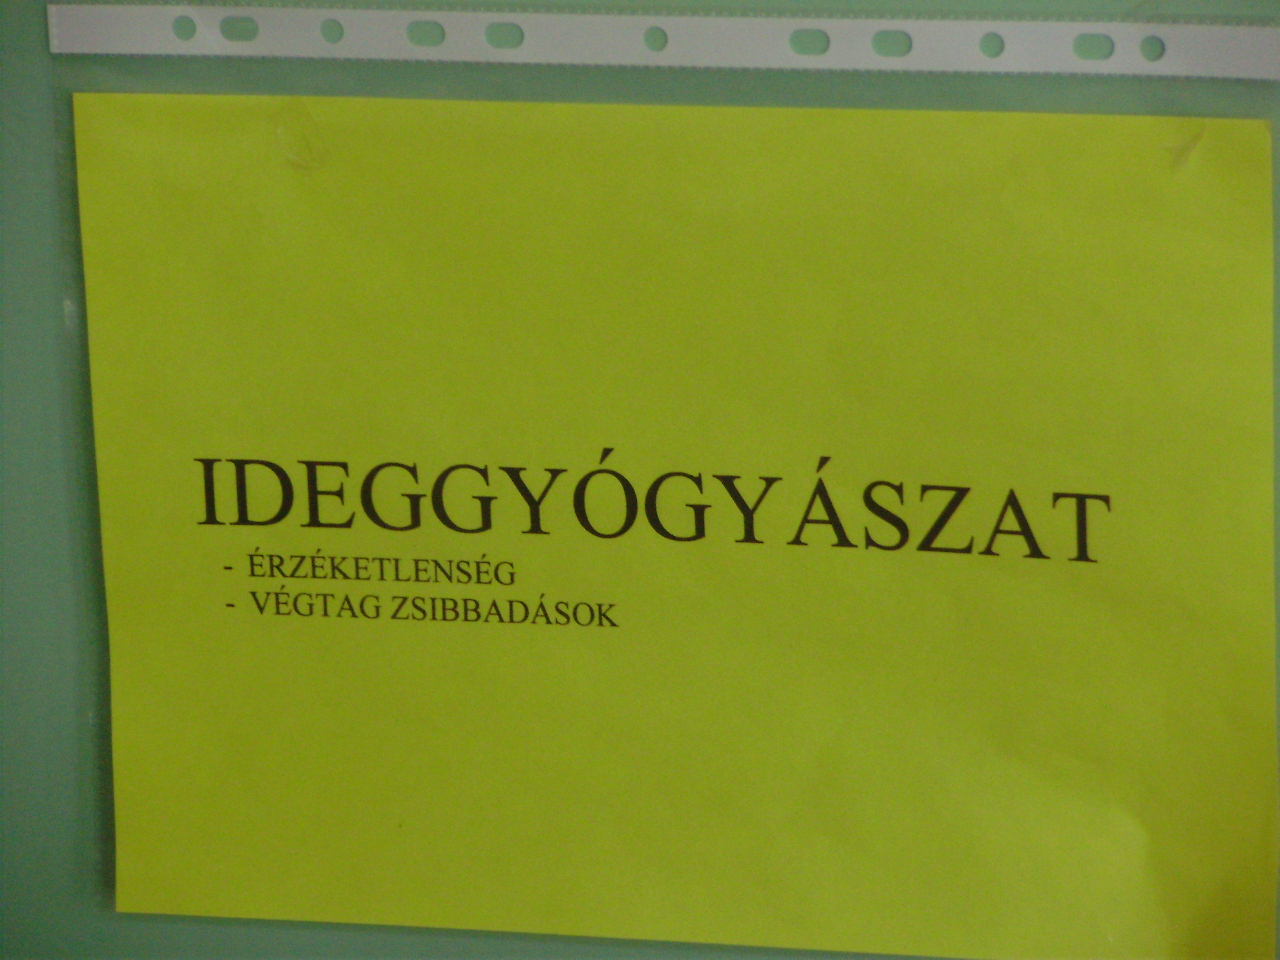 IDEGGYÓGYÁSZAT
- ÉRZÉKETLENSÉG
- VÉGTAG ZSIBBADÁSOK